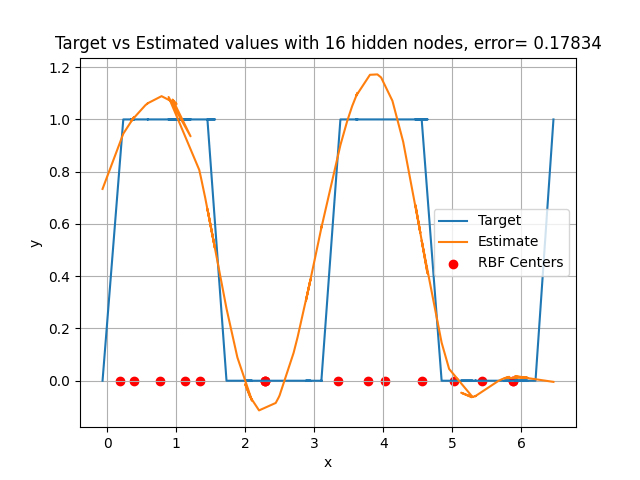 Target vs Estimated values with 16 hidden nodes, error= 0.17834
1.2
1.0
0.8
0.6
0.4
0.2
0.0
y
Target
Estimate
RBF Centers
0 1 2 3 4 5 6
x